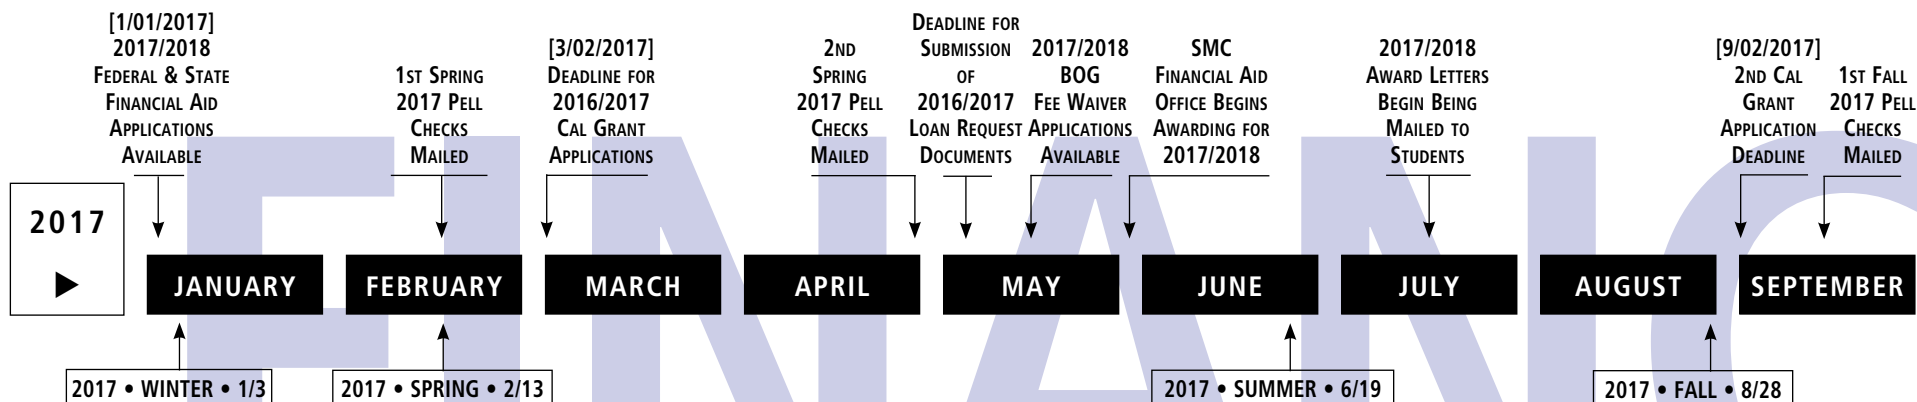 [1/01/2017]
2017/2018
Federal & State
Financial Aid
Applications
Available
1st Spring
2017 Pell
Checks
Mailed
[3/02/2017]
Deadline for
2016/2017
Cal Grant
Applications
2nd
Spring
2017 Pell
Checks
Mailed
Deadline for
Submission
of
2016/2017
Loan Request
Documents
2017/2018
BOG
Fee Waiver
Applications
Available
SMC
Financial Aid
Office Begins
Awarding for
2017/2018
2017/2018
Award Letters
Begin Being
Mailed to
Students
[9/02/2017]
2nd Cal
Grant
Application
Deadline
1st Fall
2017 Pell
Checks
Mailed
2017
JANUARY
FEBRUARY
MARCH
APRIL
MAY
JUNE
JULY
AUGUST
SEPTEMBER
2017 • WINTER • 1/3
2017 • SPRING • 2/13
2017 • SUMMER • 6/19
2017 • FALL • 8/28
FINANC